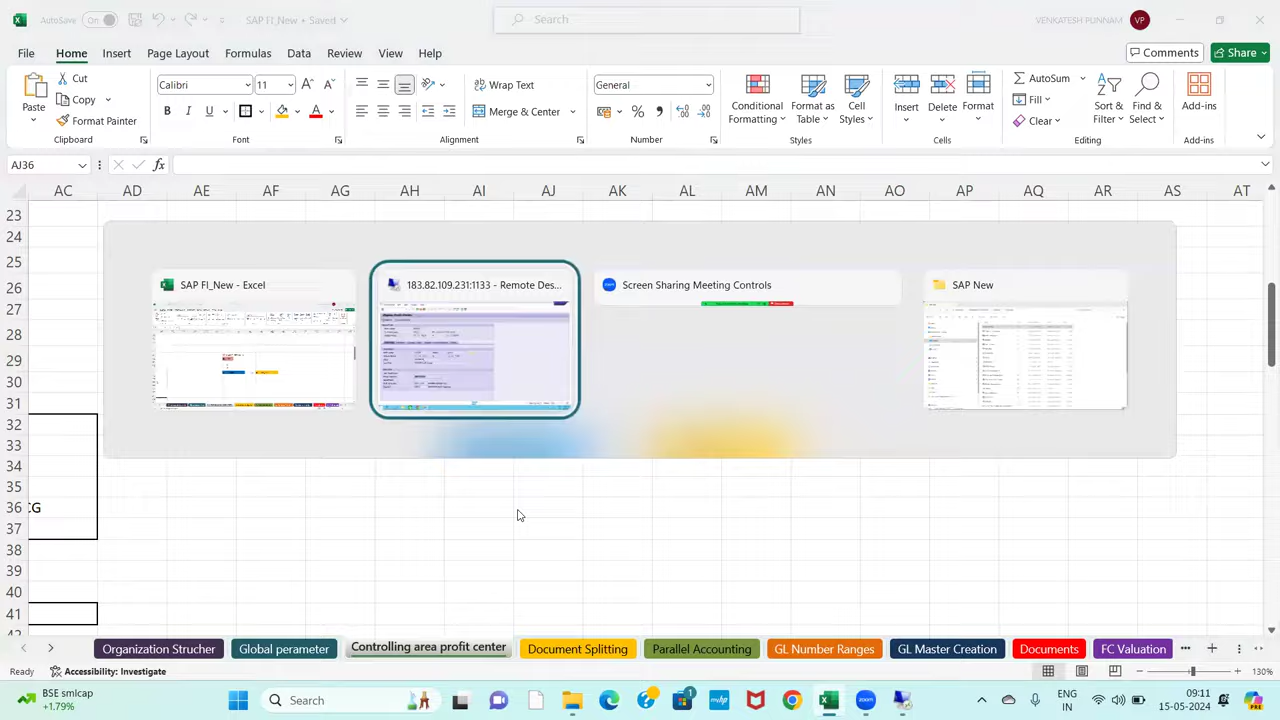 AutoSave Off SAP FI_New • Saved Search VENKATESH PUNNAM VP
File Home Insert Page Layout Formulas Data Review View Help Comments Share
Paste Cut Copy Format Painter Clipboard
Calibri 11 B I U A Font
Wrap Text Merge & Center Alignment
General % , Number
Conditional Formatting Format as Table Cell Styles Styles
Insert Delete Format Cells
AutoSum Fill Clear Sort & Filter Find & Select Editing
Add-ins Add-ins
AJ36 fx
AC AD AE AF AG AH AI AJ AK AL AM AN AO AP AQ AR AS AT
23
24
25
26
27
28
29
30
31
32
33
34
35
36 CG
37
38
39
40
41
SAP FI_New - Excel 183.82.109.231:1133 - Remote Des... Screen Sharing Meeting Controls SAP New
Organization Strucher Global perameter Controlling area profit center Document Splitting Parallel Accounting GL Number Ranges GL Master Creation Documents FC Valuation
Ready Accessibility: Investigate 130%
BSE smlcap
+1.79%
Search
ENG
IN
09:11
15-05-2024